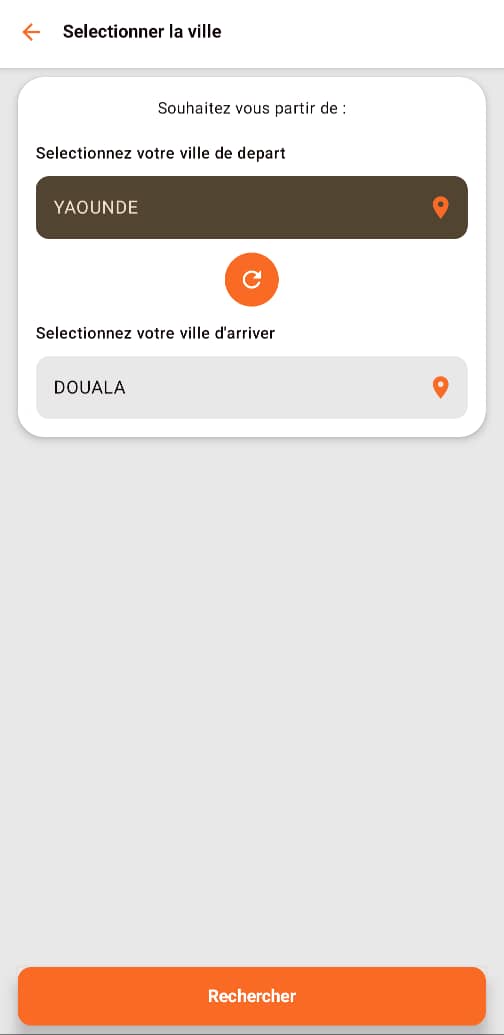 Selectionner la ville
Souhaitez vous partir de :
Selectionnez votre ville de depart
YAOUNDE
Selectionnez votre ville d'arriver
DOUALA
Rechercher